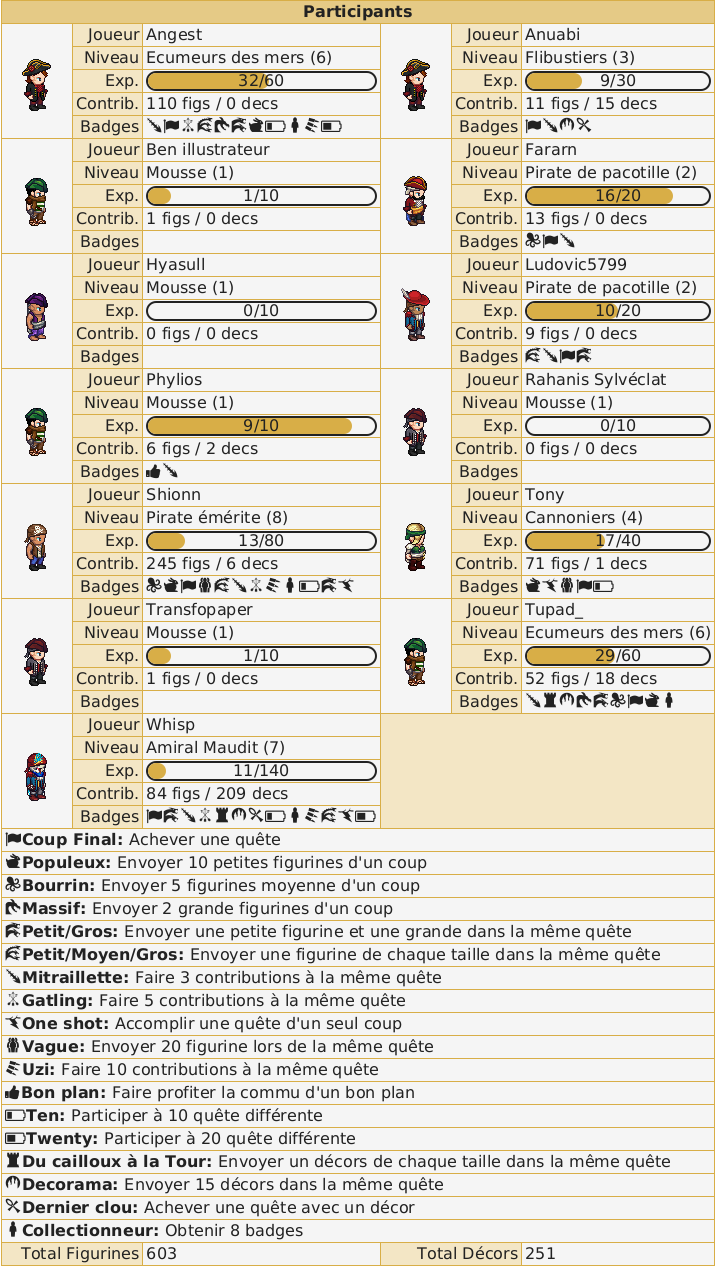 Participants
Joueur Angest
Niveau Ecumeurs des mers (6)
Exp. 32/60
Contrib. 110 figs / 0 decs
Badges
Joueur Anuabi
Niveau Flibustiers (3)
Exp. 9/30
Contrib. 11 figs / 15 decs
Badges
Joueur Ben illustrateur
Niveau Mousse (1)
Exp. 1/10
Contrib. 1 figs / 0 decs
Badges
Joueur Fararn
Niveau Pirate de pacotille (2)
Exp. 16/20
Contrib. 13 figs / 0 decs
Badges
Joueur Hyasull
Niveau Mousse (1)
Exp. 0/10
Contrib. 0 figs / 0 decs
Badges
Joueur Ludovic5799
Niveau Pirate de pacotille (2)
Exp. 10/20
Contrib. 9 figs / 0 decs
Badges
Joueur Phylios
Niveau Mousse (1)
Exp. 9/10
Contrib. 6 figs / 2 decs
Badges
Joueur Rahanis Sylvéclat
Niveau Mousse (1)
Exp. 0/10
Contrib. 0 figs / 0 decs
Badges
Joueur Shionn
Niveau Pirate émérite (8)
Exp. 13/80
Contrib. 245 figs / 6 decs
Badges
Joueur Tony
Niveau Cannoniers (4)
Exp. 17/40
Contrib. 71 figs / 1 decs
Badges
Joueur Transfopaper
Niveau Mousse (1)
Exp. 1/10
Contrib. 1 figs / 0 decs
Badges
Joueur Tupad_
Niveau Ecumeurs des mers (6)
Exp. 29/60
Contrib. 52 figs / 18 decs
Badges
Joueur Whisp
Niveau Amiral Maudit (7)
Exp. 11/140
Contrib. 84 figs / 209 decs
Badges
Coup Final: Achever une quête
Populeux: Envoyer 10 petites figurines d'un coup
Bourrin: Envoyer 5 figurines moyenne d'un coup
Massif: Envoyer 2 grande figurines d'un coup
Petit/Gros: Envoyer une petite figurine et une grande dans la même quête
Petit/Moyen/Gros: Envoyer une figurine de chaque taille dans la même quête
Mitraillette: Faire 3 contributions à la même quête
Gatling: Faire 5 contributions à la même quête
One shot: Accomplir une quête d'un seul coup
Vague: Envoyer 20 figurine lors de la même quête
Uzi: Faire 10 contributions à la même quête
Bon plan: Faire profiter la commu d'un bon plan
Ten: Participer à 10 quête différente
Twenty: Participer à 20 quête différente
Du cailloux à la Tour: Envoyer un décors de chaque taille dans la même quête
Decorama: Envoyer 15 décors dans la même quête
Dernier clou: Achever une quête avec un décor
Collectionneur: Obtenir 8 badges
Total Figurines 603
Total Décors 251